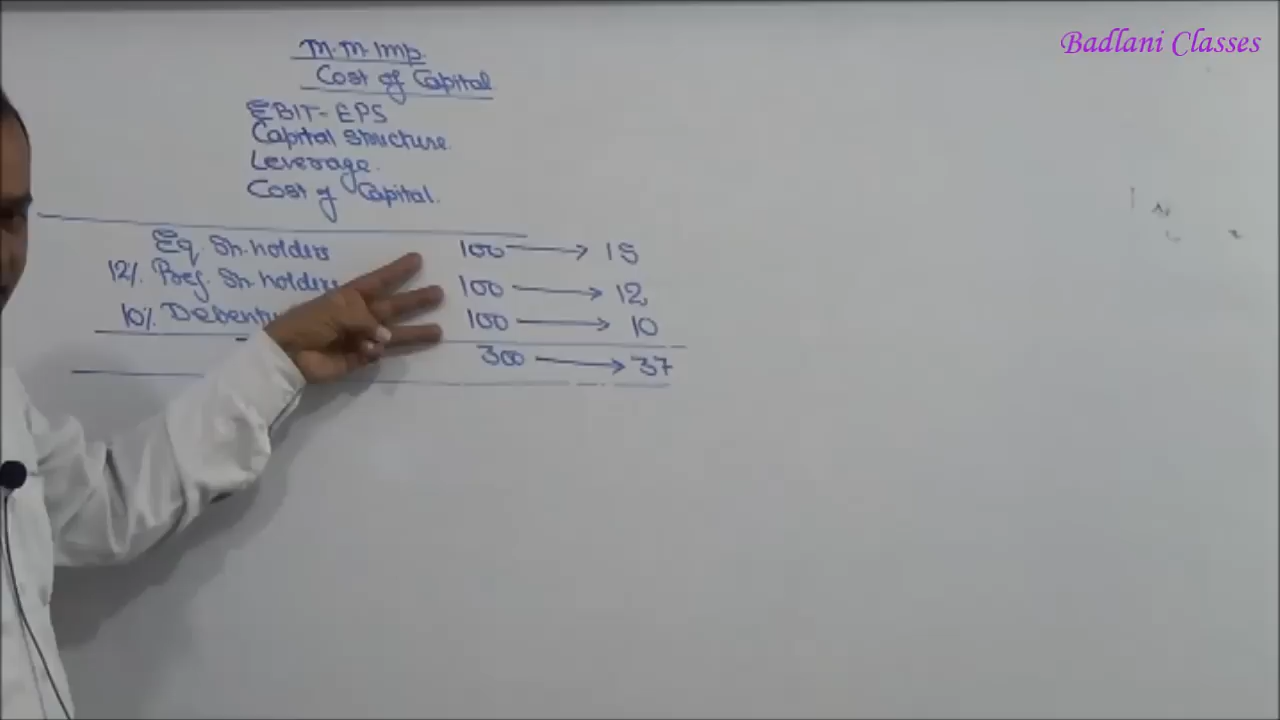 Badlani Classes
M.M.Imp.
Cost of Capital
EBIT-EPS
Capital Structure.
Leverage.
Cost of Capital.
Eq. Sh.holders 100 → 15
12%. Pref. Sh.holders 100 → 12
10% Debentu 100 → 10
300 → 37